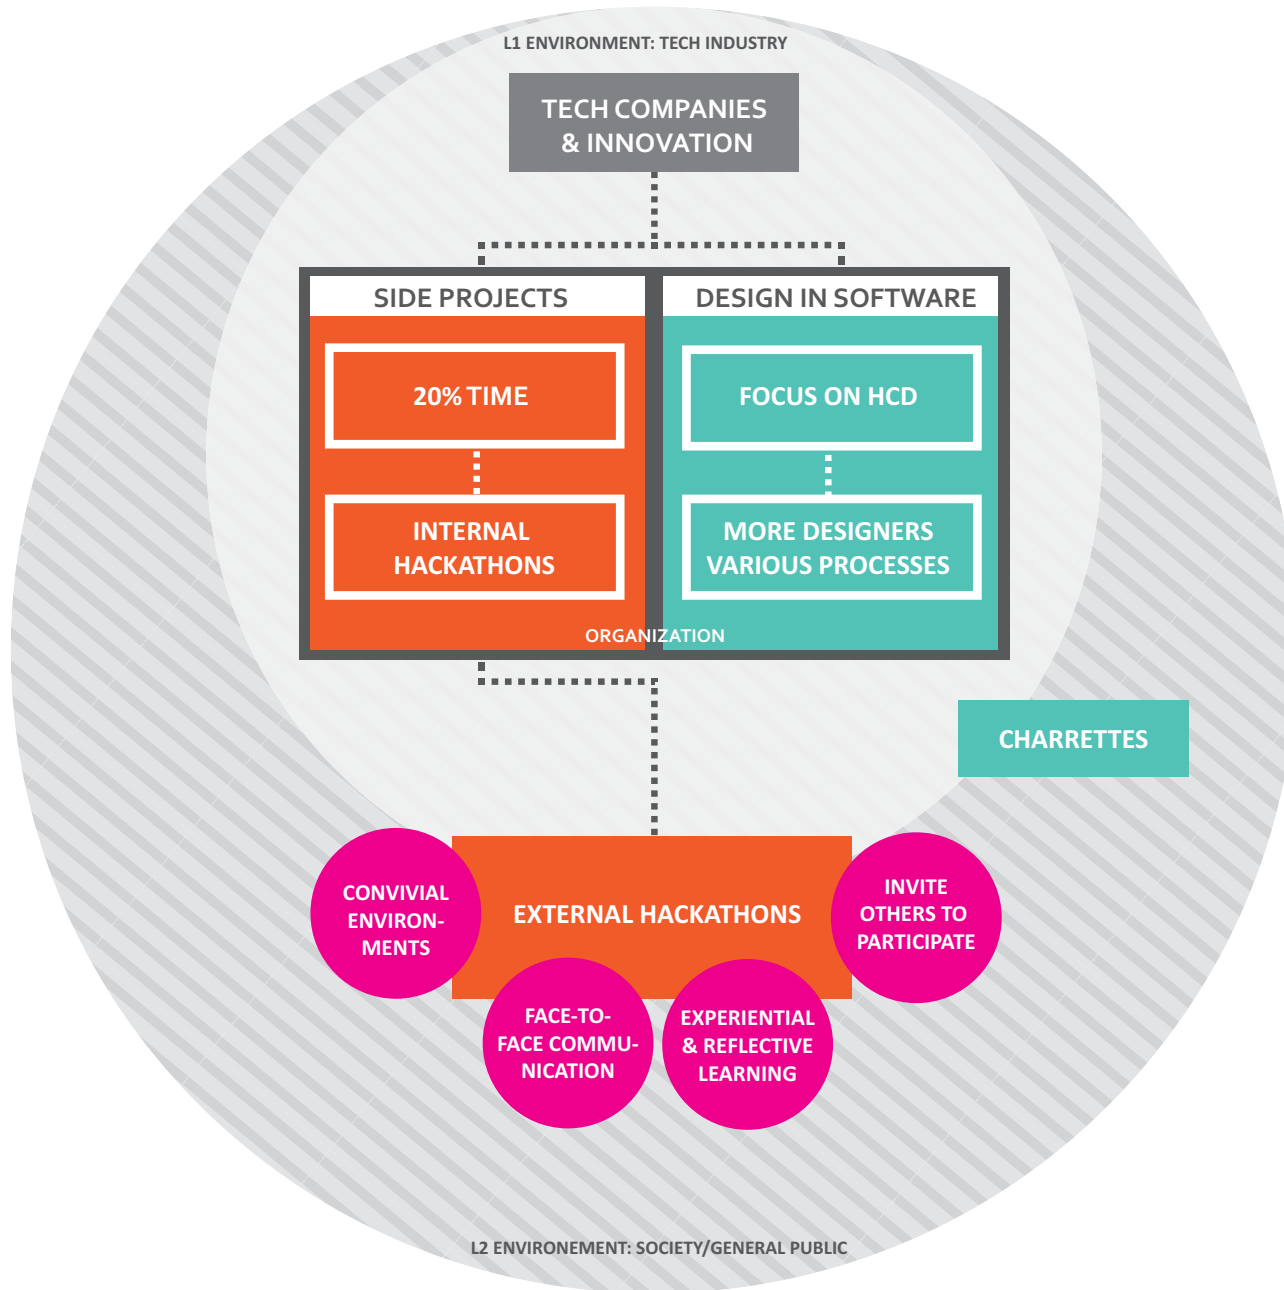 L1 ENVIRONMENT: TECH INDUSTRY
TECH COMPANIES
& INNOVATION
SIDE PROJECTS
DESIGN IN SOFTWARE
20% TIME
FOCUS ON HCD
INTERNAL
HACKATHONS
MORE DESIGNERS
VARIOUS PROCESSES
ORGANIZATION
CHARRETTES
CONVIVIAL
ENVIRON-
MENTS
EXTERNAL HACKATHONS
INVITE
OTHERS TO
PARTICIPATE
FACE-TO-
FACE COMMU-
NICATION
EXPERIENTIAL
& REFLECTIVE
LEARNING
L2 ENVIRONEMENT: SOCIETY/GENERAL PUBLIC